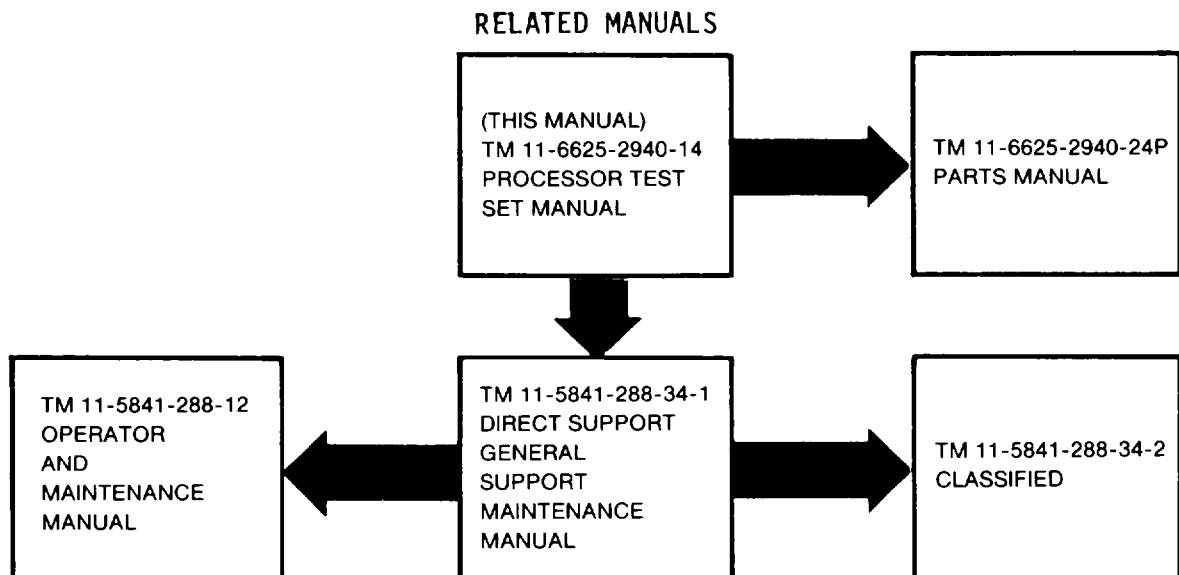 RELATED MANUALS
(THIS MANUAL)
TM 11-6625-2940-14
PROCESSOR TEST
SET MANUAL
TM 11-6625-2940-24P
PARTS MANUAL
TM 11-5841-288-12
OPERATOR
AND
MAINTENANCE
MANUAL
TM 11-5841-288-34-1
DIRECT SUPPORT
GENERAL
SUPPORT
MAINTENANCE
MANUAL
TM 11-5841-288-34-2
CLASSIFIED